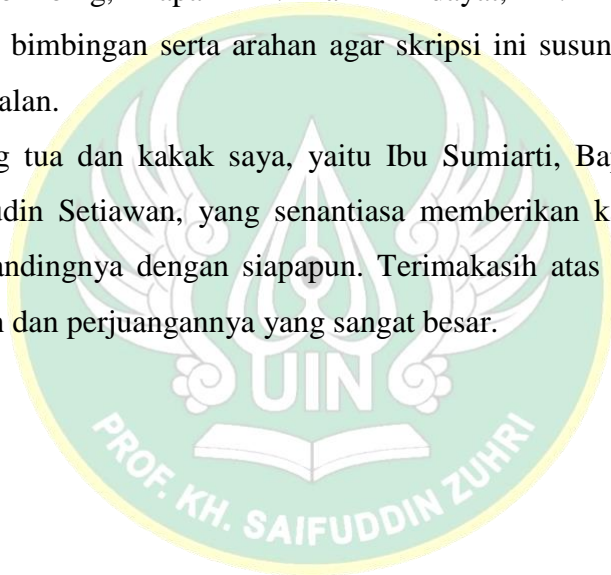 bimbingan serta arahan agar skripsi ini susun
alan.
g tua dan kakak saya, yaitu Ibu Sumiarti, Ba
udin Setiawan, yang senantiasa memberikan k
andingnya dengan siapapun. Terimakasih atas
n dan perjuangannya yang sangat besar.
UIN
PROF. KH. SAIFUDDIN ZUHRI